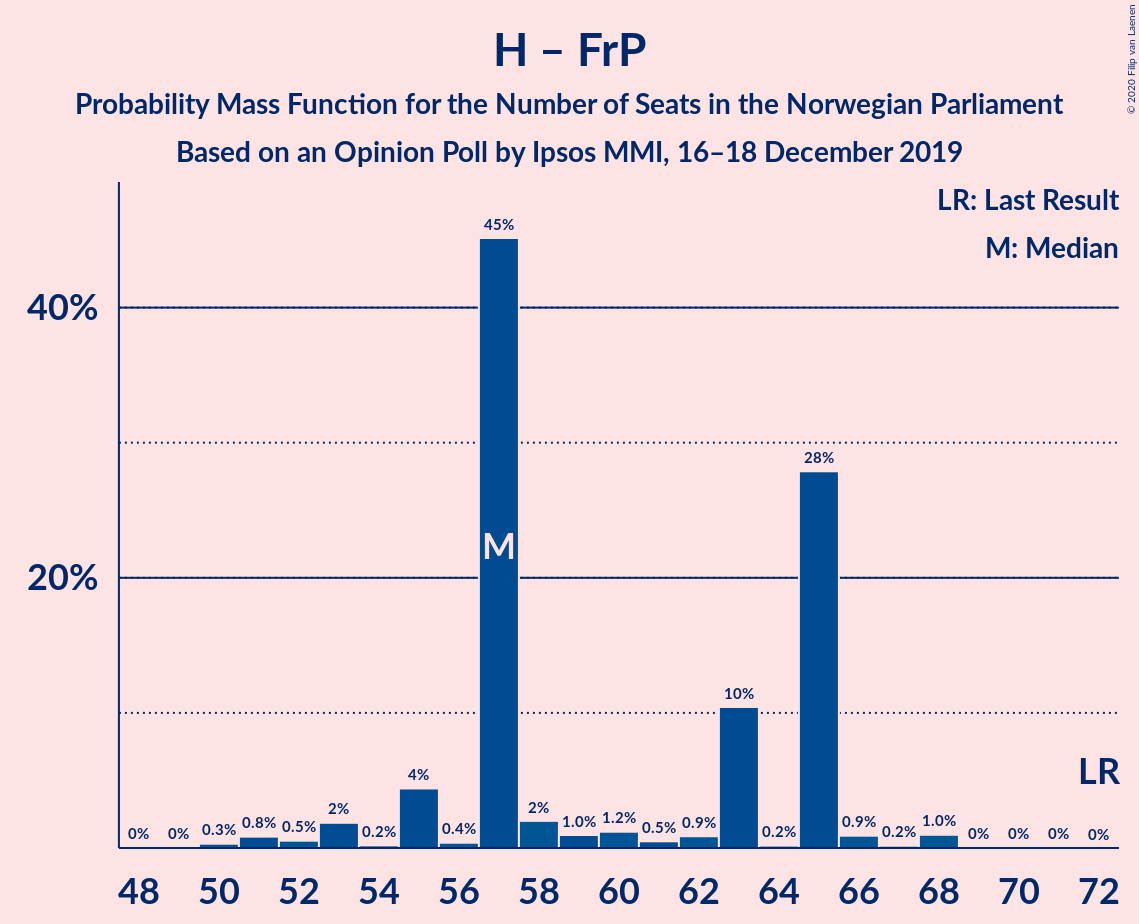 © 2020 Filip van Laenen
H – FrP
Probability Mass Function for the Number of Seats in the Norwegian Parliament
Based on an Opinion Poll by Ipsos MMI, 16–18 December 2019
LR: Last Result
M: Median
40%
20%
0% 0% 0.3% 0.8% 0.5% 2% 0.2% 4% 0.4% 45% 2% 1.0% 1.2% 0.5% 0.9% 10% 0.2% 28% 0.9% 0.2% 1.0% 0% 0% 0% 0%
M
LR
48 50 52 54 56 58 60 62 64 66 68 70 72